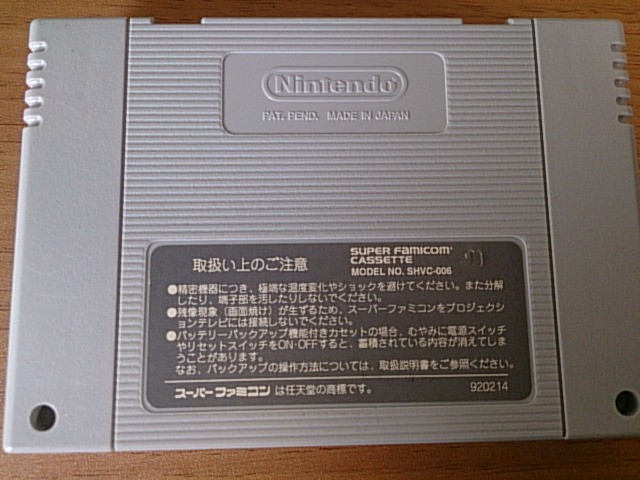 Nintendo
PAT. PEND. MADE IN JAPAN
取扱い上のご注意
SUPER FAMICOM
CASSETTE
MODEL NO. SHVC-006
●精密機器につき、極端な温度変化やショックを避けてください。また分解
したり、端子部を汚したりしないでください。
●残像現象(画面焼け)が生ずるため、スーパーファミコンをプロジェクシ
ョンテレビには接続しないでください。
●バッテリーバックアップ機能付きカセットの場合、むやみに電源スイッチ
やリセットスイッチをON・OFFすると、蓄積されている内容が消えてしま
うことがあります。
なお、バックアップの操作方法については、取扱説明書をご参照ください。
スーパーファミコンは任天堂の商標です。
920214